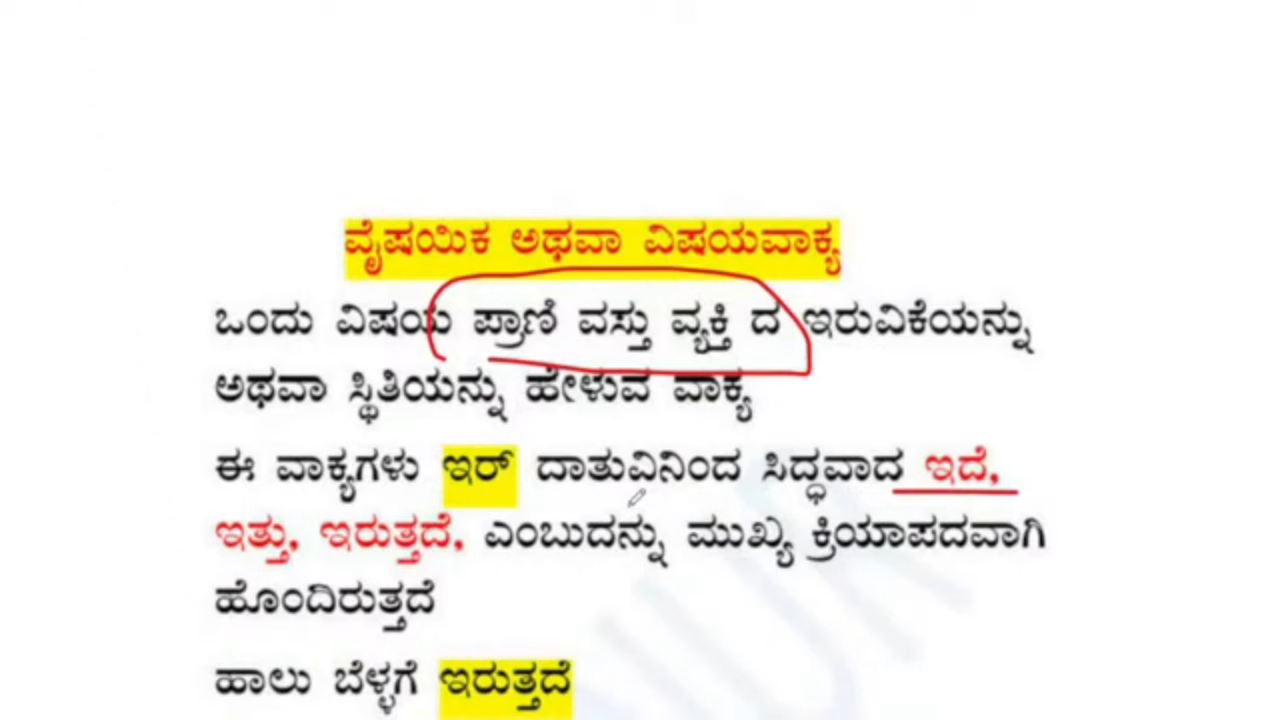 ವೈಷಯಿಕ ಅಥವಾ ವಿಷಯವಾಕ್ಯ
ಒಂದು ವಿಷಯ ಪ್ರಾಣಿ ವಸ್ತು ವ್ಯಕ್ತಿ ದ ಇರುವಿಕೆಯನ್ನು
ಅಥವಾ ಸ್ಥಿತಿಯನ್ನು ಹೇಳುವ ವಾಕ್ಯ
ಈ ವಾಕ್ಯಗಳು ಇರ್ ದಾತುವಿನಿಂದ ಸಿದ್ಧವಾದ ಇದೆ,
ಇತ್ತು, ಇರುತ್ತದೆ, ಎಂಬುದನ್ನು ಮುಖ್ಯ ಕ್ರಿಯಾಪದವಾಗಿ
ಹೊಂದಿರುತ್ತದೆ
ಹಾಲು ಬೆಳ್ಳಗೆ ಇರುತ್ತದೆ